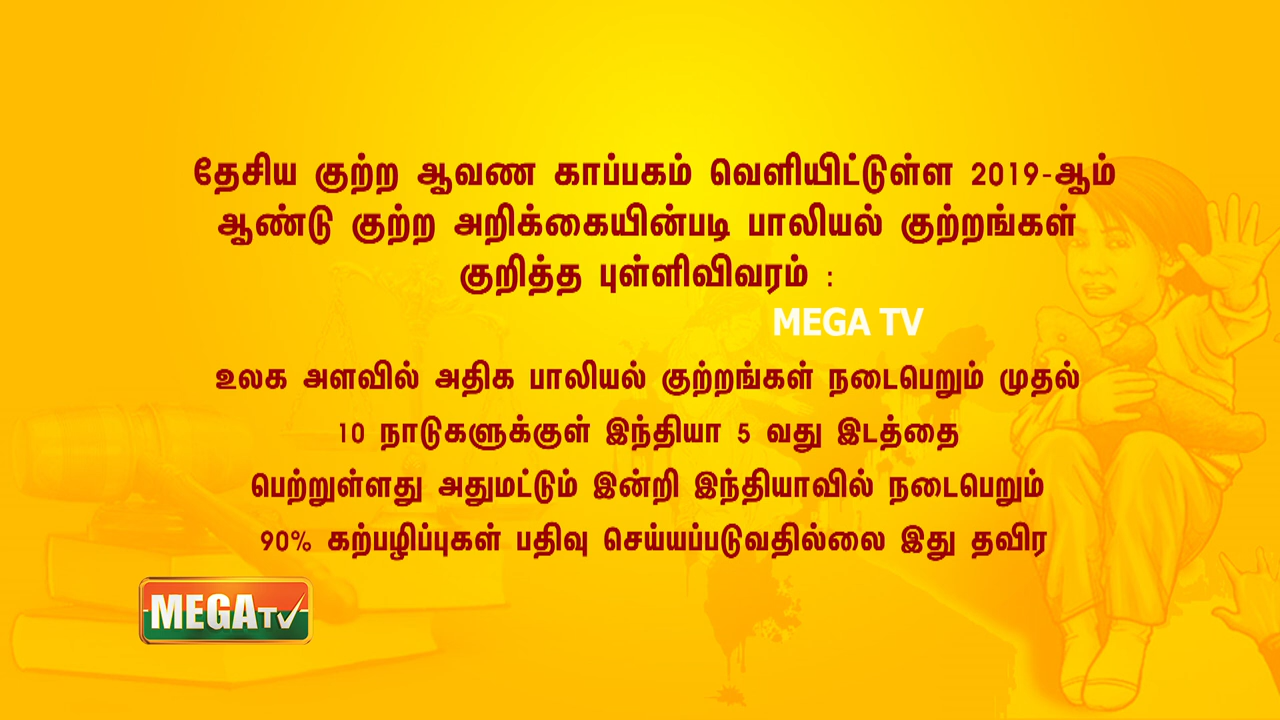 தேசிய குற்ற ஆவண காப்பகம் வெளியிட்டுள்ள 2019-ஆம்
ஆண்டு குற்ற அறிக்கையின்படி பாலியல் குற்றங்கள்
குறித்த புள்ளிவிவரம் :
MEGA TV
உலக அளவில் அதிக பாலியல் குற்றங்கள் நடைபெறும் முதல்
10 நாடுகளுக்குள் இந்தியா 5 வது இடத்தை
பெற்றுள்ளது அதுமட்டும் இன்றி இந்தியாவில் நடைபெறும்
90% கற்பழிப்புகள் பதிவு செய்யப்படுவதில்லை இது தவிர
MEGA TV